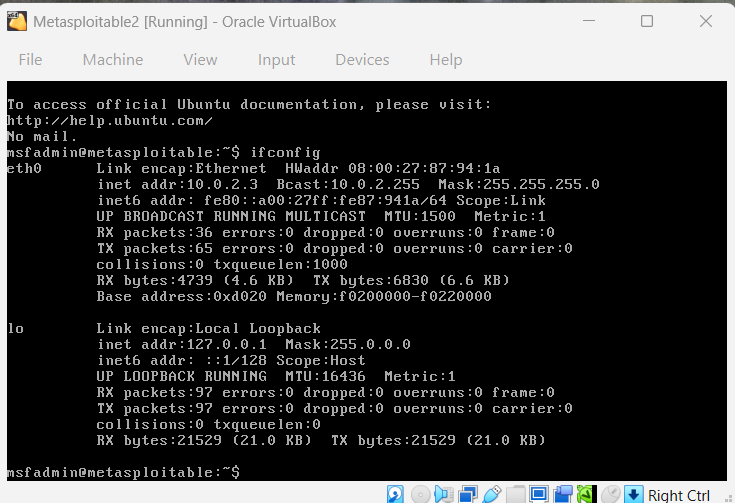 Metasploitable2 [Running] - Oracle VirtualBox
File Machine View Input Devices Help
To access official Ubuntu documentation, please visit:
http://help.ubuntu.com/
No mail.
msfadmin@metasploitable:~$ ifconfig
eth0 Link encap:Ethernet HWaddr 08:00:27:87:94:1a
inet addr:10.0.2.3 Bcast:10.0.2.255 Mask:255.255.255.0
inet6 addr: fe80::a00:27ff:fe87:941a/64 Scope:Link
UP BROADCAST RUNNING MULTICAST MTU:1500 Metric:1
RX packets:36 errors:0 dropped:0 overruns:0 frame:0
TX packets:65 errors:0 dropped:0 overruns:0 carrier:0
collisions:0 txqueuelen:1000
RX bytes:4739 (4.6 KB) TX bytes:6830 (6.6 KB)
Base address:0xd020 Memory:f0200000-f0220000
lo Link encap:Local Loopback
inet addr:127.0.0.1 Mask:255.0.0.0
inet6 addr: ::1/128 Scope:Host
UP LOOPBACK RUNNING MTU:16436 Metric:1
RX packets:97 errors:0 dropped:0 overruns:0 frame:0
TX packets:97 errors:0 dropped:0 overruns:0 carrier:0
collisions:0 txqueuelen:0
RX bytes:21529 (21.0 KB) TX bytes:21529 (21.0 KB)
msfadmin@metasploitable:~$
Right Ctrl